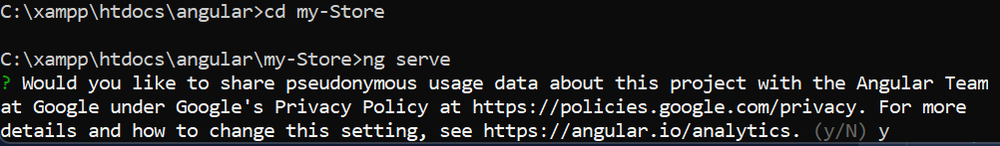 C:\xampp\htdocs\angular>cd my-Store
C:\xampp\htdocs\angular\my-Store>ng serve
? Would you like to share pseudonymous usage data about this project with the Angular Team
at Google under Google's Privacy Policy at https://policies.google.com/privacy. For more
details and how to change this setting, see https://angular.io/analytics. (y/N) y